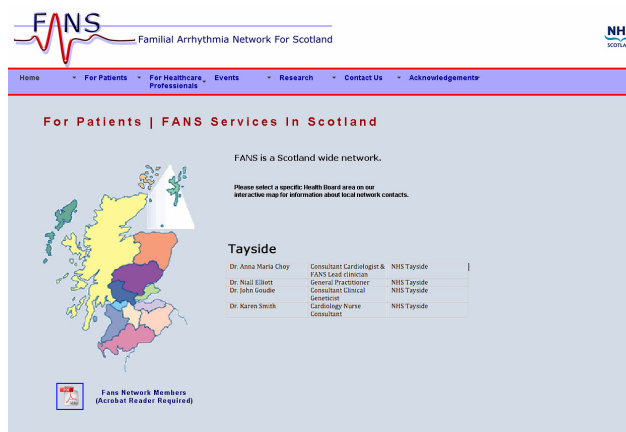 FANS
Familial Arrhythmia Network For Scotland
NH
SCOTLA
Home For Patients For Healthcare Professionals Events Research Contact Us Acknowledgements
For Patients | FANS Services In Scotland
FANS is a Scotland wide network.
Please select a specific Health Board area on our
interactive map for information about local network contacts.
Tayside
Dr. Anna Maria Choy Consultant Cardiologist & NHS Tayside
FANS Lead clinician
Dr. Niall Elliott General Practitioner NHS Tayside
Dr. John Goudie Consultant Clinical NHS Tayside
Geneticist
Dr. Karen Smith Cardiology Nurse NHS Tayside
Consultant
Fans Network Members
(Acrobat Reader Required)